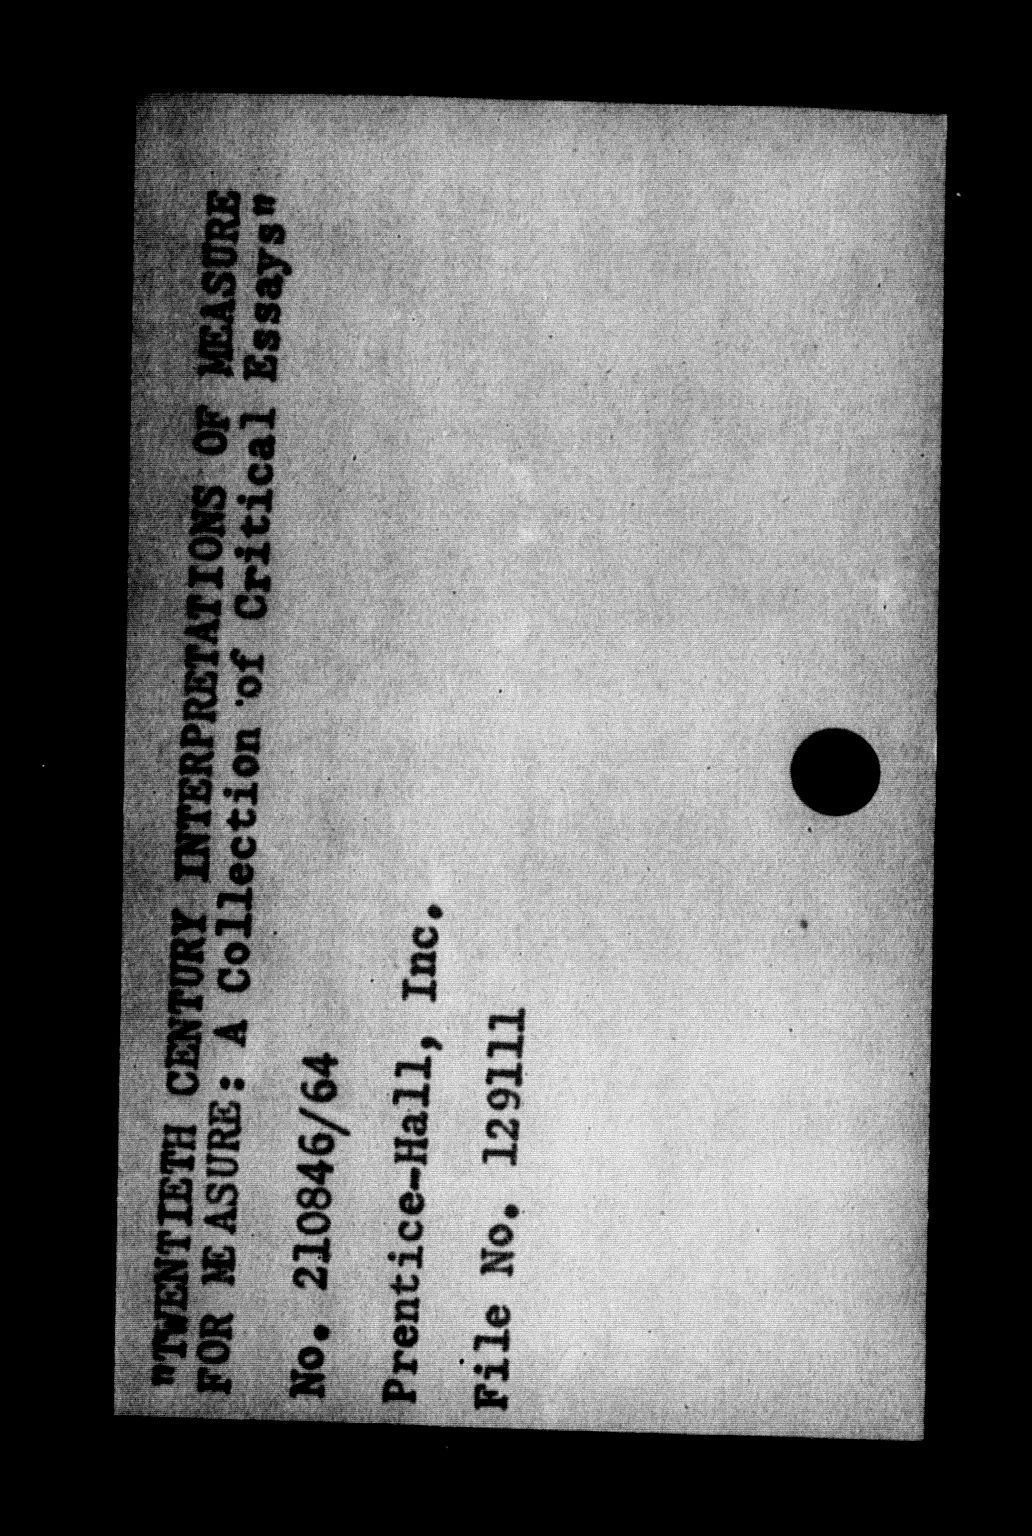 "TWENTIETH CENTURY INTERPRETATIONS OF MEASURE
FOR MEASURE: A Collection of Critical Essays"
No. 210846/64
Prentice-Hall, Inc.
File No. 129111